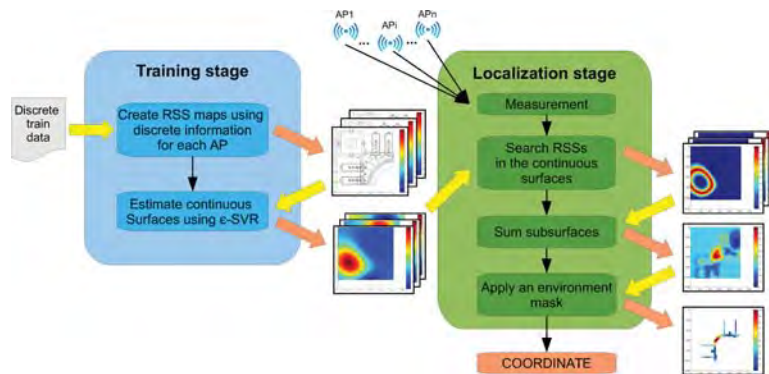 AP1
APi
APn
...
...
Training stage
Localization stage
Discrete
train
data
Create RSS maps using
discrete information
for each AP
Estimate continuous
Surfaces using ε-SVR
Measurement
Search RSSs
in the continuous
surfaces
Sum subsurfaces
Apply an environment
mask
COORDINATE